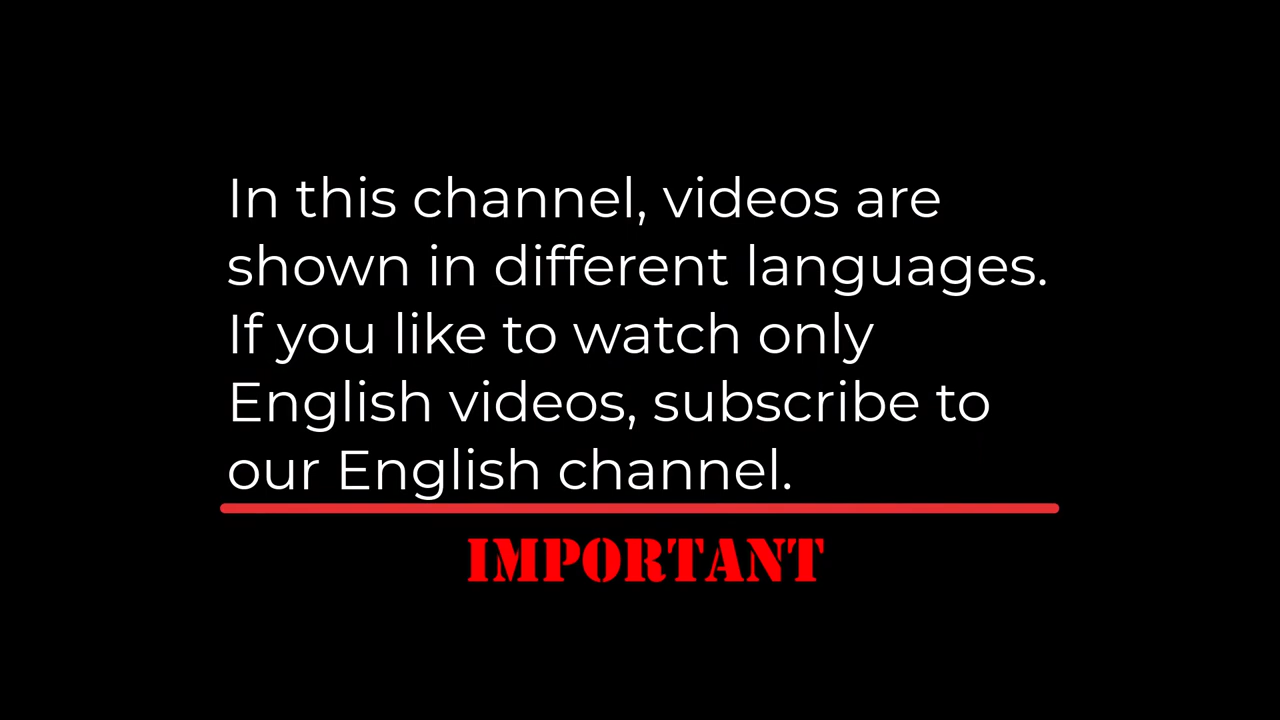 In this channel, videos are
shown in different languages.
If you like to watch only
English videos, subscribe to
our English channel.
IMPORTANT